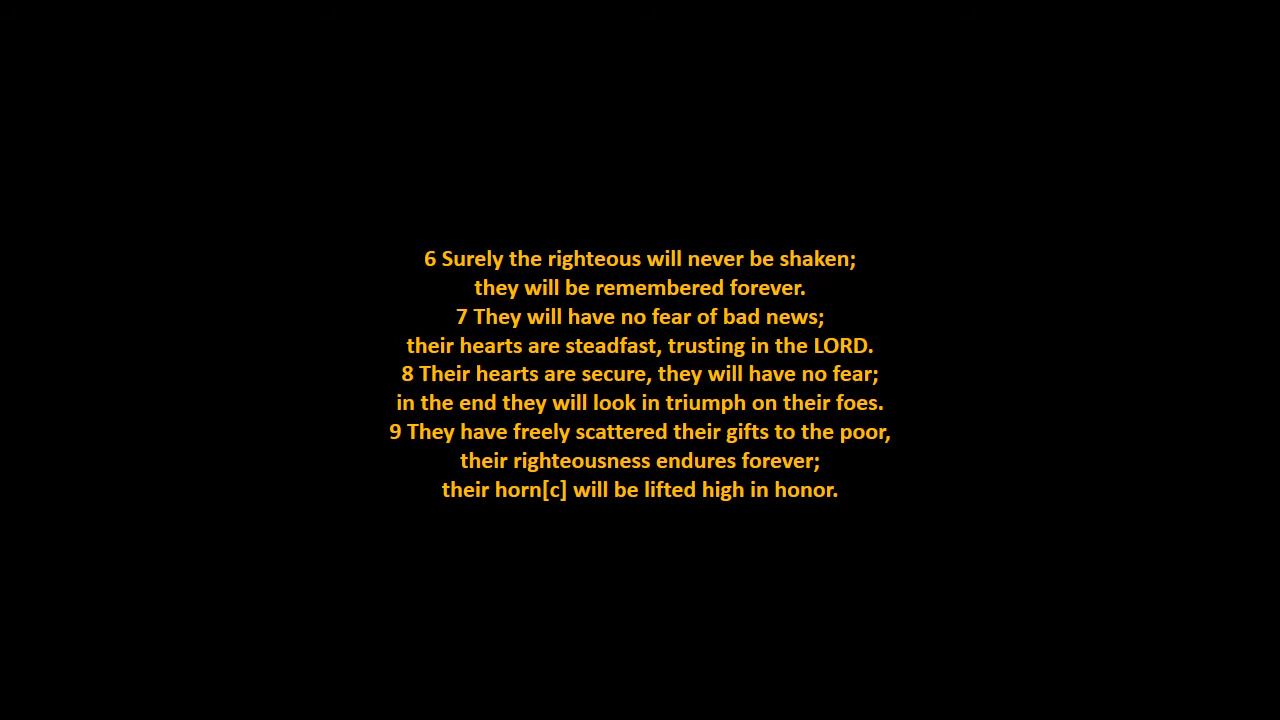 6 Surely the righteous will never be shaken;
they will be remembered forever.
7 They will have no fear of bad news;
their hearts are steadfast, trusting in the LORD.
8 Their hearts are secure, they will have no fear;
in the end they will look in triumph on their foes.
9 They have freely scattered their gifts to the poor,
their righteousness endures forever;
their horn[c] will be lifted high in honor.